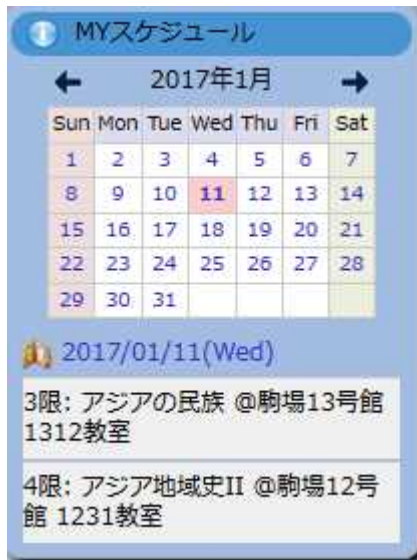 MYスケジュール
2017年1月
Sun Mon Tue Wed Thu Fri Sat
1 2 3 4 5 6 7
8 9 10 11 12 13 14
15 16 17 18 19 20 21
22 23 24 25 26 27 28
29 30 31
2017/01/11(Wed)
3限: アジアの民族 @駒場13号館
1312教室
4限: アジア地域史II @駒場12号
館 1231教室